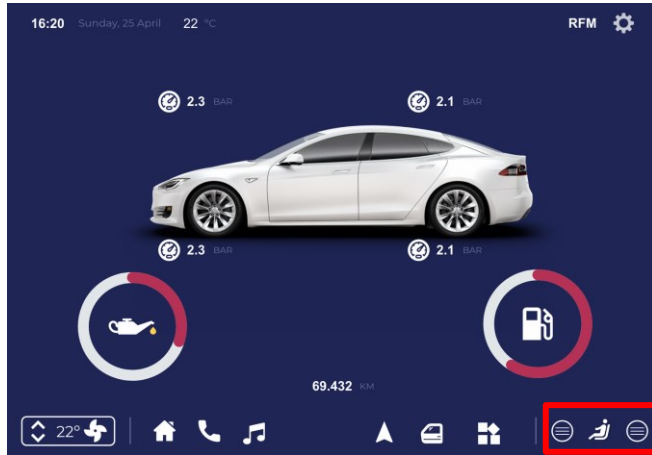 16:20 Sunday, 25 April 22 °C RFM
2.3 BAR 2.1 BAR
2.3 BAR 2.1 BAR
69.432 KM
22°